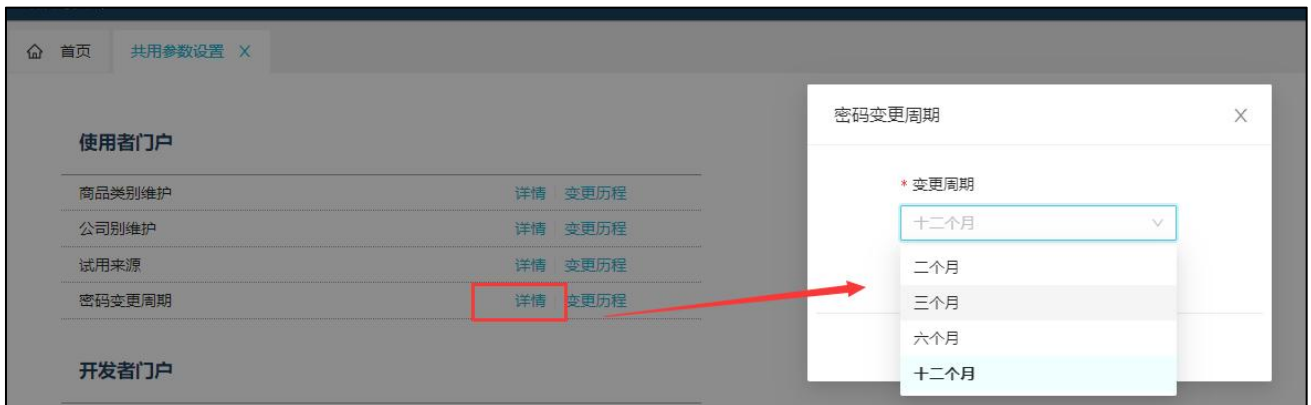 首页 共用参数设置 X
使用者门户
商品类别维护 详情 变更历程
公司别维护 详情 变更历程
试用来源 详情 变更历程
密码变更周期 详情 变更历程
开发者门户
密码变更周期 X
* 变更周期
十二个月
二个月
三个月
六个月
十二个月